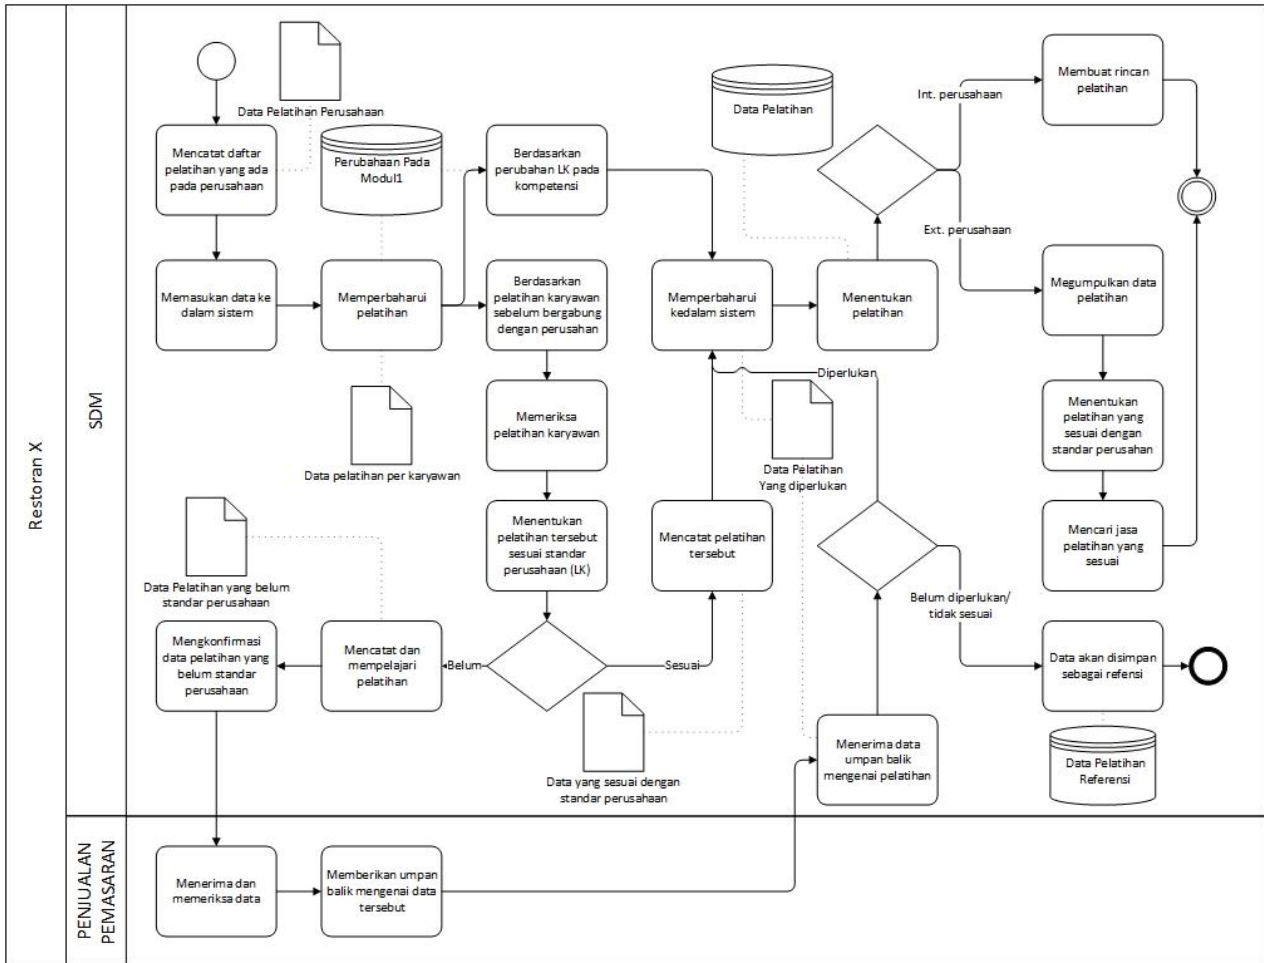 Restoran X
SDM
Data Pelatihan Perusahaan
Mencatat daftar
pelatihan yang ada
pada perusahaan
Perubahaan Pada
Modul1
Berdasarkan
perubahan LK pada
kompetensi
Data Pelatihan
Int. perusahaan
Membuat rincan
pelatihan
Ext. perusahaan
Memasukan data ke
dalam sistem
Memperbaharui
pelatihan
Berdasarkan
pelatihan karyawan
sebelum bergabung
dengan perusahan
Memperbaharui
kedalam sistem
Menentukan
pelatihan
Megumpulkan data
pelatihan
Diperlukan
Data pelatihan per karyawan
Memeriksa
pelatihan karyawan
Data Pelatihan
Yang diperlukan
Menentukan
pelatihan yang
sesuai dengan
standar perusahan
Data Pelatihan yang belum
standar perusahaan
Menentukan
pelatihan tersebut
sesuai standar
perusahaan (LK)
Mencatat pelatihan
tersebut
Mencari jasa
pelatihan yang
sesuai
Belum diperlukan/
tidak sesuai
Mengkonfirmasi
data pelatihan yang
belum standar
perusahaan
Mencatat dan
mempelajari
pelatihan
Belum
Sesuai
Data akan disimpan
sebagai refensi
Data yang sesuai dengan
standar perusahaan
Menerima data
umpan balik
mengenai pelatihan
Data Pelatihan
Referensi
PENJUALAN
PEMASARAN
Menerima dan
memeriksa data
Memberikan umpan
balik mengenai data
tersebut